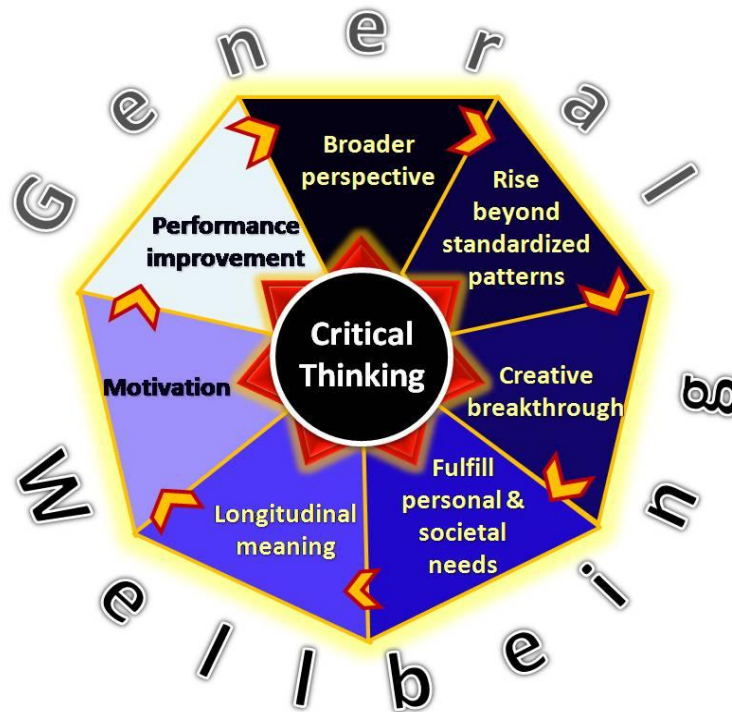 General
Broader
perspective
Rise
beyond
standardized
patterns
Creative
breakthrough
Fulfill
personal &
societal
needs
Longitudinal
meaning
Motivation
Performance
improvement
Critical
Thinking
Wellbeing